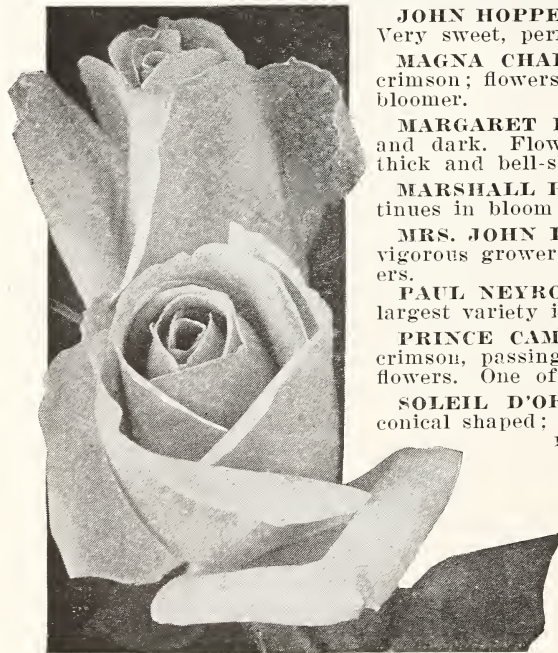 JOHN HOPPE
Very sweet, per
MAGNA CHA
crimson; flowers
bloomer.
MARGARET
and dark. Flow
thick and bell-s
MARSHALL
tinues in bloom
MRS. JOHN
vigorous grower
ers.
PAUL NEYRO
largest variety i
PRINCE CAM
crimson, passing
flowers. One of
SOLEIL D'O
conical shaped;